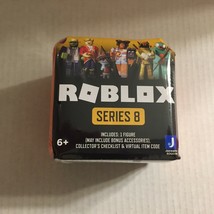 ROBLOX
SERIES 8
6+
INCLUDES: 1 FIGURE
(MAY INCLUDE BONUS ACCESSORIES)
COLLECTOR'S CHECKLIST & VIRTUAL ITEM CODE